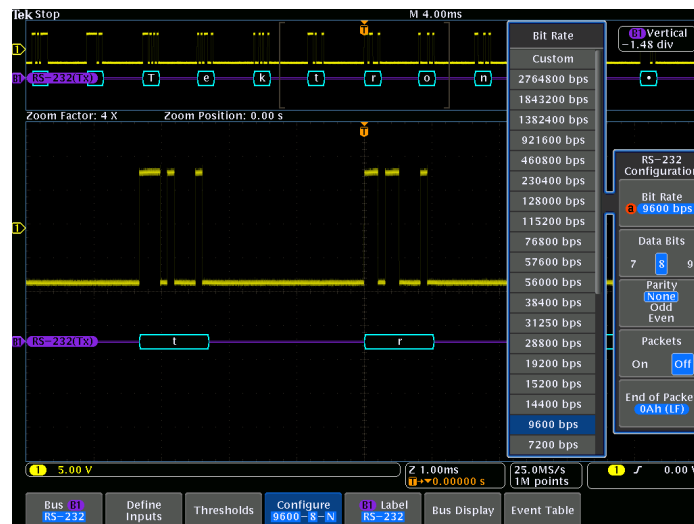 Tek Stop
M 4.00ms
B1 Vertical
-1.48 div
T
1
B1 RS-232(Tx) T e k t r o n •
Zoom Factor: 4 X Zoom Position: 0.00 s
T
1
B1 RS-232(Tx) t r
Bit Rate
Custom
2764800 bps
1843200 bps
1382400 bps
921600 bps
460800 bps
230400 bps
128000 bps
115200 bps
76800 bps
57600 bps
56000 bps
38400 bps
31250 bps
28800 bps
19200 bps
15200 bps
14400 bps
9600 bps
7200 bps
RS-232
Configuration
Bit Rate
a 9600 bps
Data Bits
7 8 9
Parity
None
Odd
Even
Packets
On Off
End of Packe
0Ah (LF)
1 5.00 V
Z 1.00ms
T→▼0.00000 s
25.0MS/s
1M points
1 ʃ 0.00 V
Bus B1
RS-232
Define
Inputs
Thresholds
Configure
9600-8-N
B1 Label
RS-232
Bus Display
Event Table